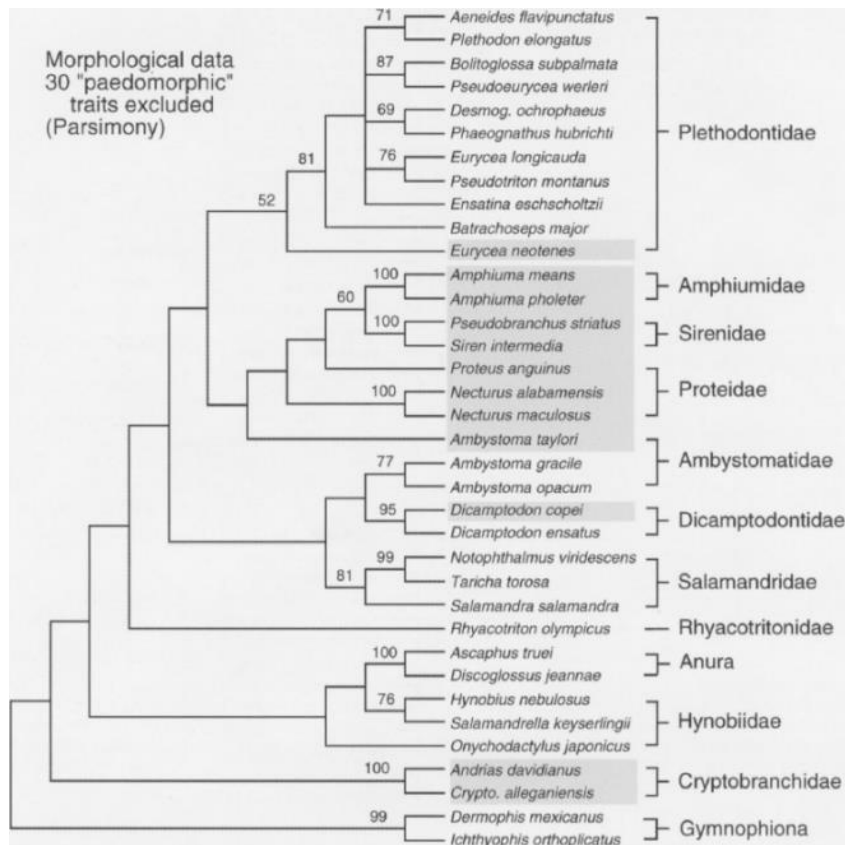 Morphological data
30 "paedomorphic"
traits excluded
(Parsimony)
71
Aeneides flavipunctatus
Plethodon elongatus
87
Bolitoglossa subpalmata
Pseudoeurycea werleri
69
Desmog. ochrophaeus
Phaeognathus hubrichti
Plethodontidae
76
Eurycea longicauda
Pseudotriton montanus
81
Ensatina eschscholtzii
52
Batrachoseps major
Eurycea neotenes
100
Amphiuma means
Amphiuma pholeter
Amphiumidae
60
100
Pseudobranchus striatus
Siren intermedia
Sirenidae
Proteus anguinus
100
Necturus alabamensis
Necturus maculosus
Proteidae
Ambystoma taylori
77
Ambystoma gracile
Ambystoma opacum
Ambystomatidae
95
Dicamptodon copei
Dicamptodon ensatus
Dicamptodontidae
99
Notophthalmus viridescens
81
Taricha torosa
Salamandra salamandra
Salamandridae
Rhyacotriton olympicus
Rhyacotritonidae
100
Ascaphus truei
Discoglossus jeannae
Anura
76
Hynobius nebulosus
Salamandrella keyserlingii
Onychodactylus japonicus
Hynobiidae
100
Andrias davidianus
Crypto. alleganiensis
Cryptobranchidae
99
Dermophis mexicanus
Ichthyophis orthoplicatus
Gymnophiona